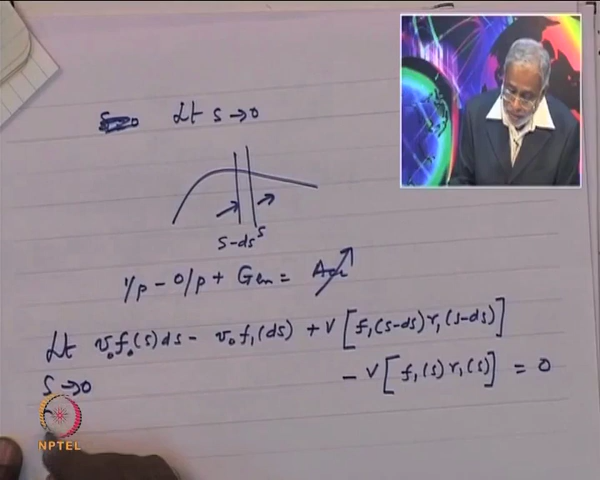 Lt s→0
s-ds s
i/p - o/p + Gen = Acc
Lt v₀f₀(s)ds - v₀f₁(ds) + V[f₁(s-ds)r₁(s-ds)]
s→0 - V[f₁(s)r₁(s)] = 0
NPTEL